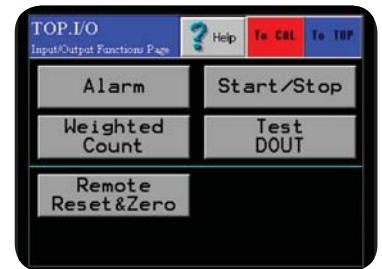 TOP.I/O
Input/Output Functions Page
? Help
To CAL
To TOP
Alarm
Start/Stop
Weighted
Count
Test
DOUT
Remote
Reset&Zero